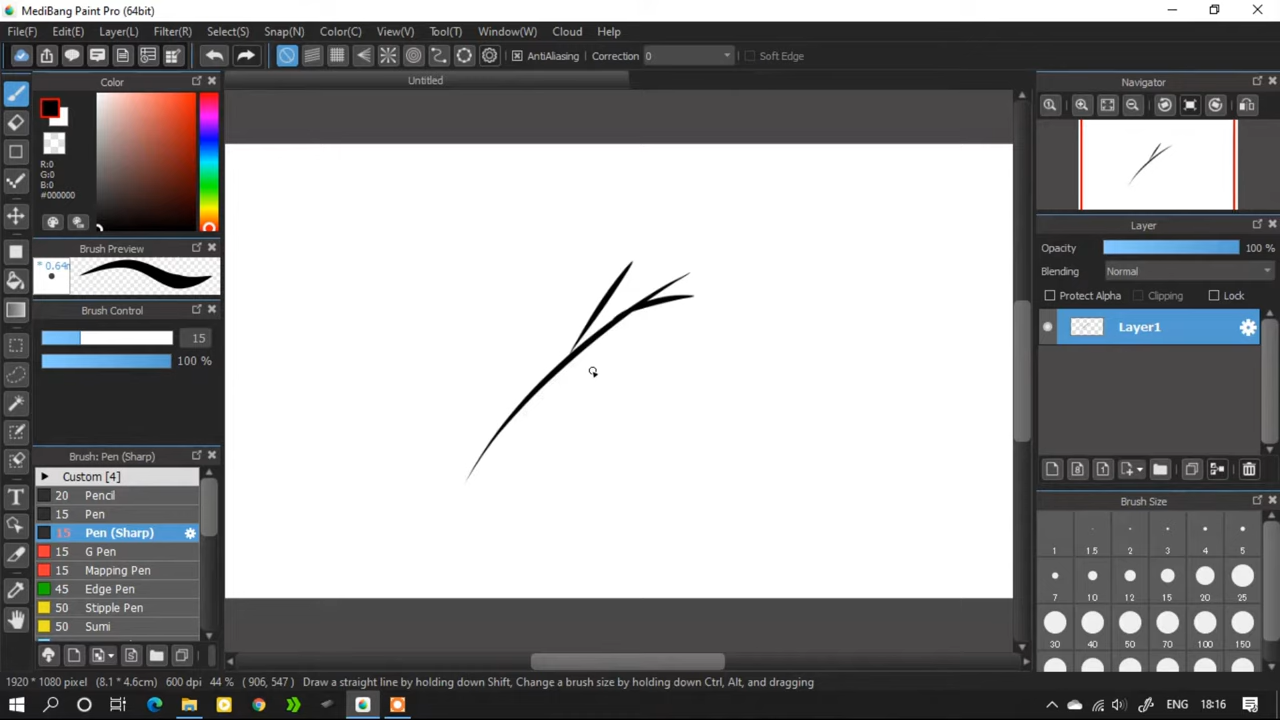 MediBang Paint Pro (64bit)
File(F) Edit(E) Layer(L) Filter(R) Select(S) Snap(N) Color(C) View(V) Tool(T) Window(W) Cloud Help
AntiAliasing Correction 0 Soft Edge
Color
Untitled
Navigator
R:0
G:0
B:0
#000000
Brush Preview
* 0.64
Layer
Opacity 100 %
Blending Normal
Protect Alpha Clipping Lock
Brush Control
15
100 %
Layer1
Brush: Pen (Sharp)
Custom [4]
20 Pencil
15 Pen
15 Pen (Sharp)
15 G Pen
15 Mapping Pen
45 Edge Pen
50 Stipple Pen
50 Sumi
Brush Size
1 1.5 2 3 4 5
7 10 12 15 20 25
30 40 50 70 100 150
1920 * 1080 pixel (8.1 * 4.6cm) 600 dpi 44 % ( 906, 547 ) Draw a straight line by holding down Shift, Change a brush size by holding down Ctrl, Alt, and dragging
ENG 18:16